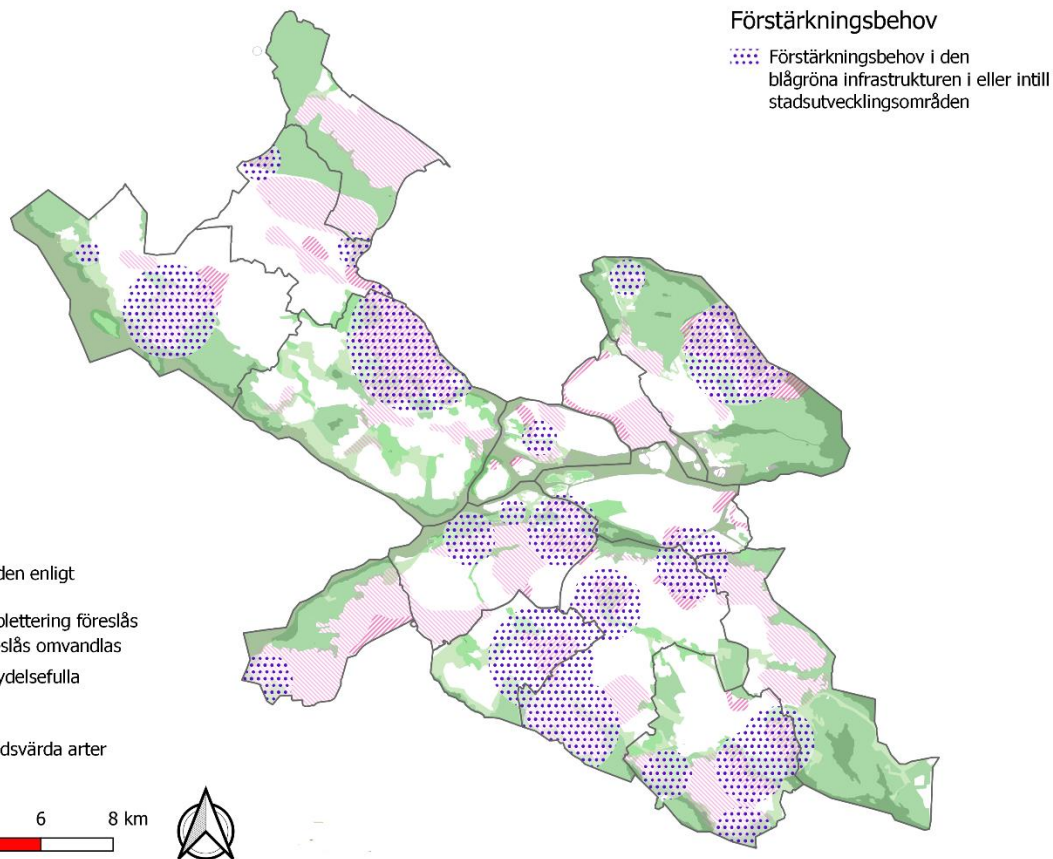 Förstärkningsbehov
Förstärkningsbehov i den
blågröna infrastrukturen i eller intill
stadsutvecklingsområden
den enligt
plettering föreslås
slås omvandlas
ydelsefulla
dsvärda arter
6 8 km